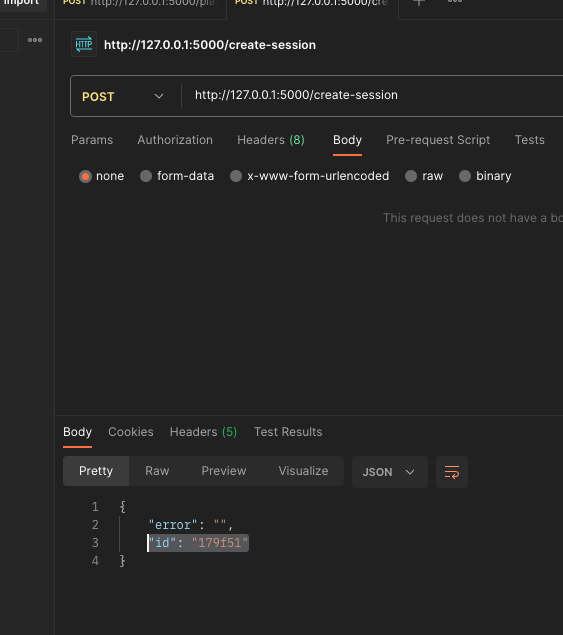 Import
POST http://127.0.0.1:5000/pla
POST http://127.0.0.1:5000/cre
HTTP http://127.0.0.1:5000/create-session
POST http://127.0.0.1:5000/create-session
Params Authorization Headers (8) Body Pre-request Script Tests
none form-data x-www-form-urlencoded raw binary
This request does not have a bo
Body Cookies Headers (5) Test Results
Pretty Raw Preview Visualize JSON
1 {
2 "error": "",
3 "id": "179f51"
4 }